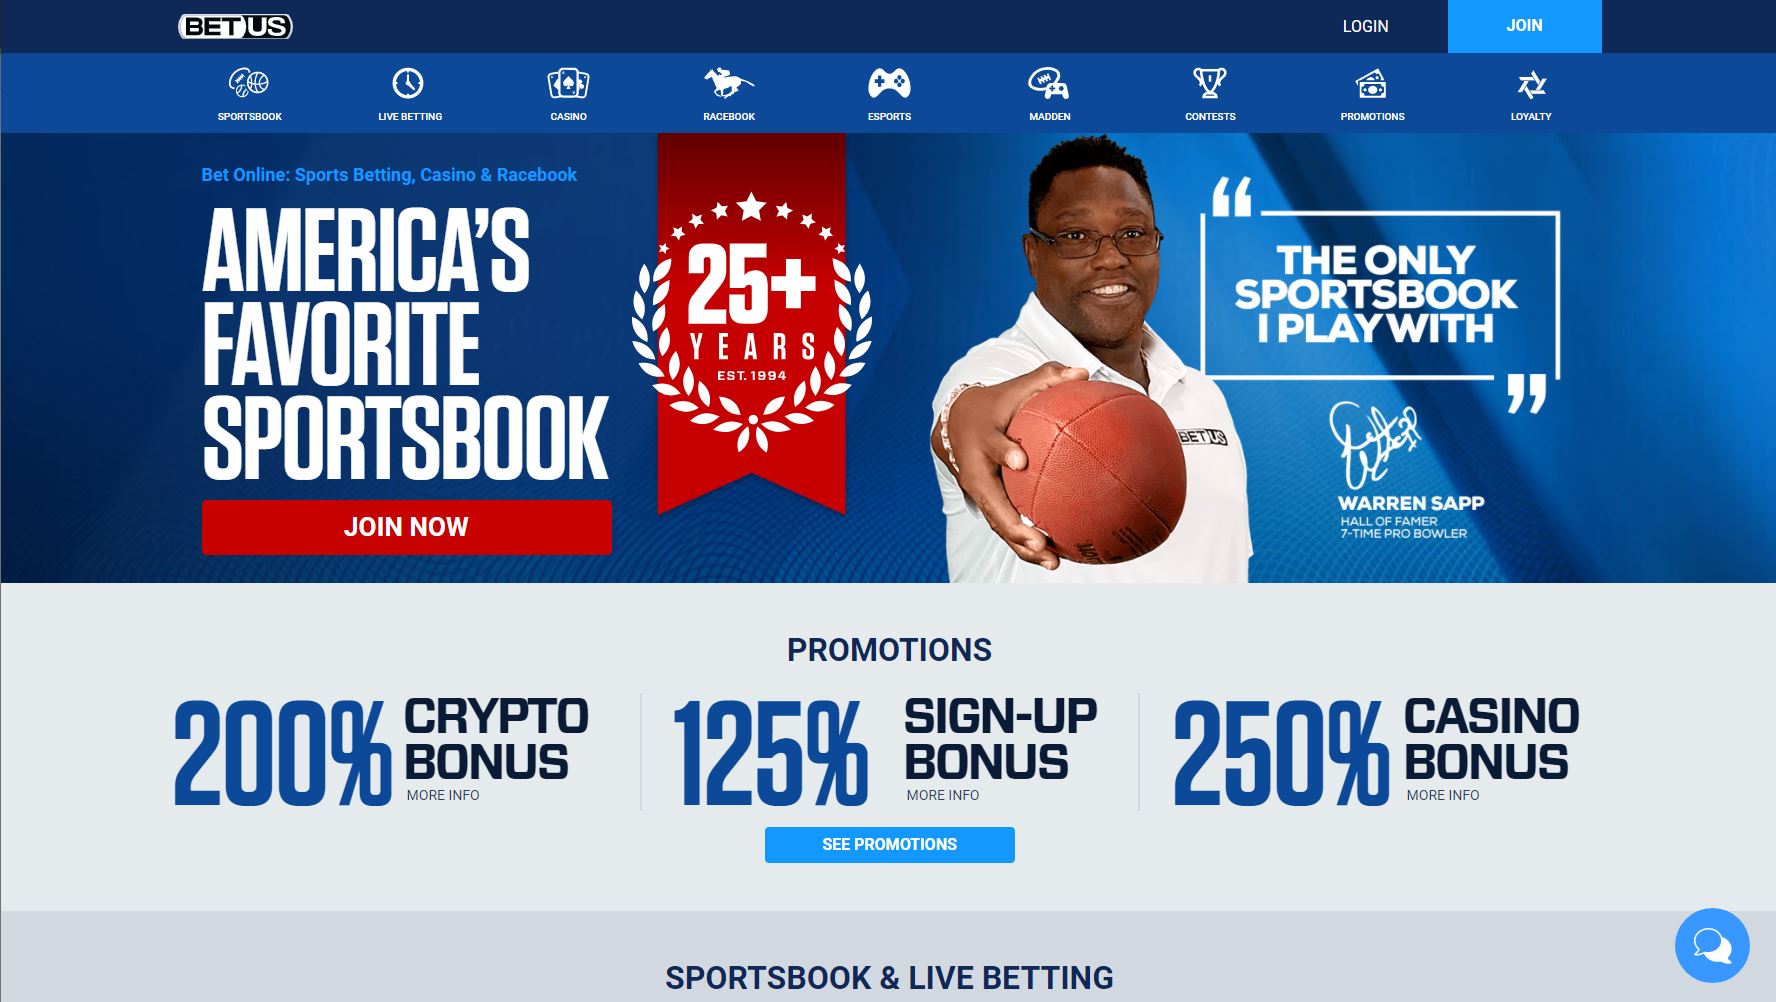 BETUS
LOGIN
JOIN
SPORTSBOOK
LIVE BETTING
CASINO
RACEBOOK
ESPORTS
MADDEN
CONTESTS
PROMOTIONS
LOYALTY
Bet Online: Sports Betting, Casino & Racebook
AMERICA'S
FAVORITE
SPORTSBOOK
JOIN NOW
25+
YEARS
EST. 1994
BETUS
“
THE ONLY
SPORTSBOOK
I PLAY WITH
”
WARREN SAPP
HALL OF FAMER
7-TIME PRO BOWLER
PROMOTIONS
200% CRYPTO
BONUS
MORE INFO
125% SIGN-UP
BONUS
MORE INFO
250% CASINO
BONUS
MORE INFO
SEE PROMOTIONS
SPORTSBOOK & LIVE BETTING